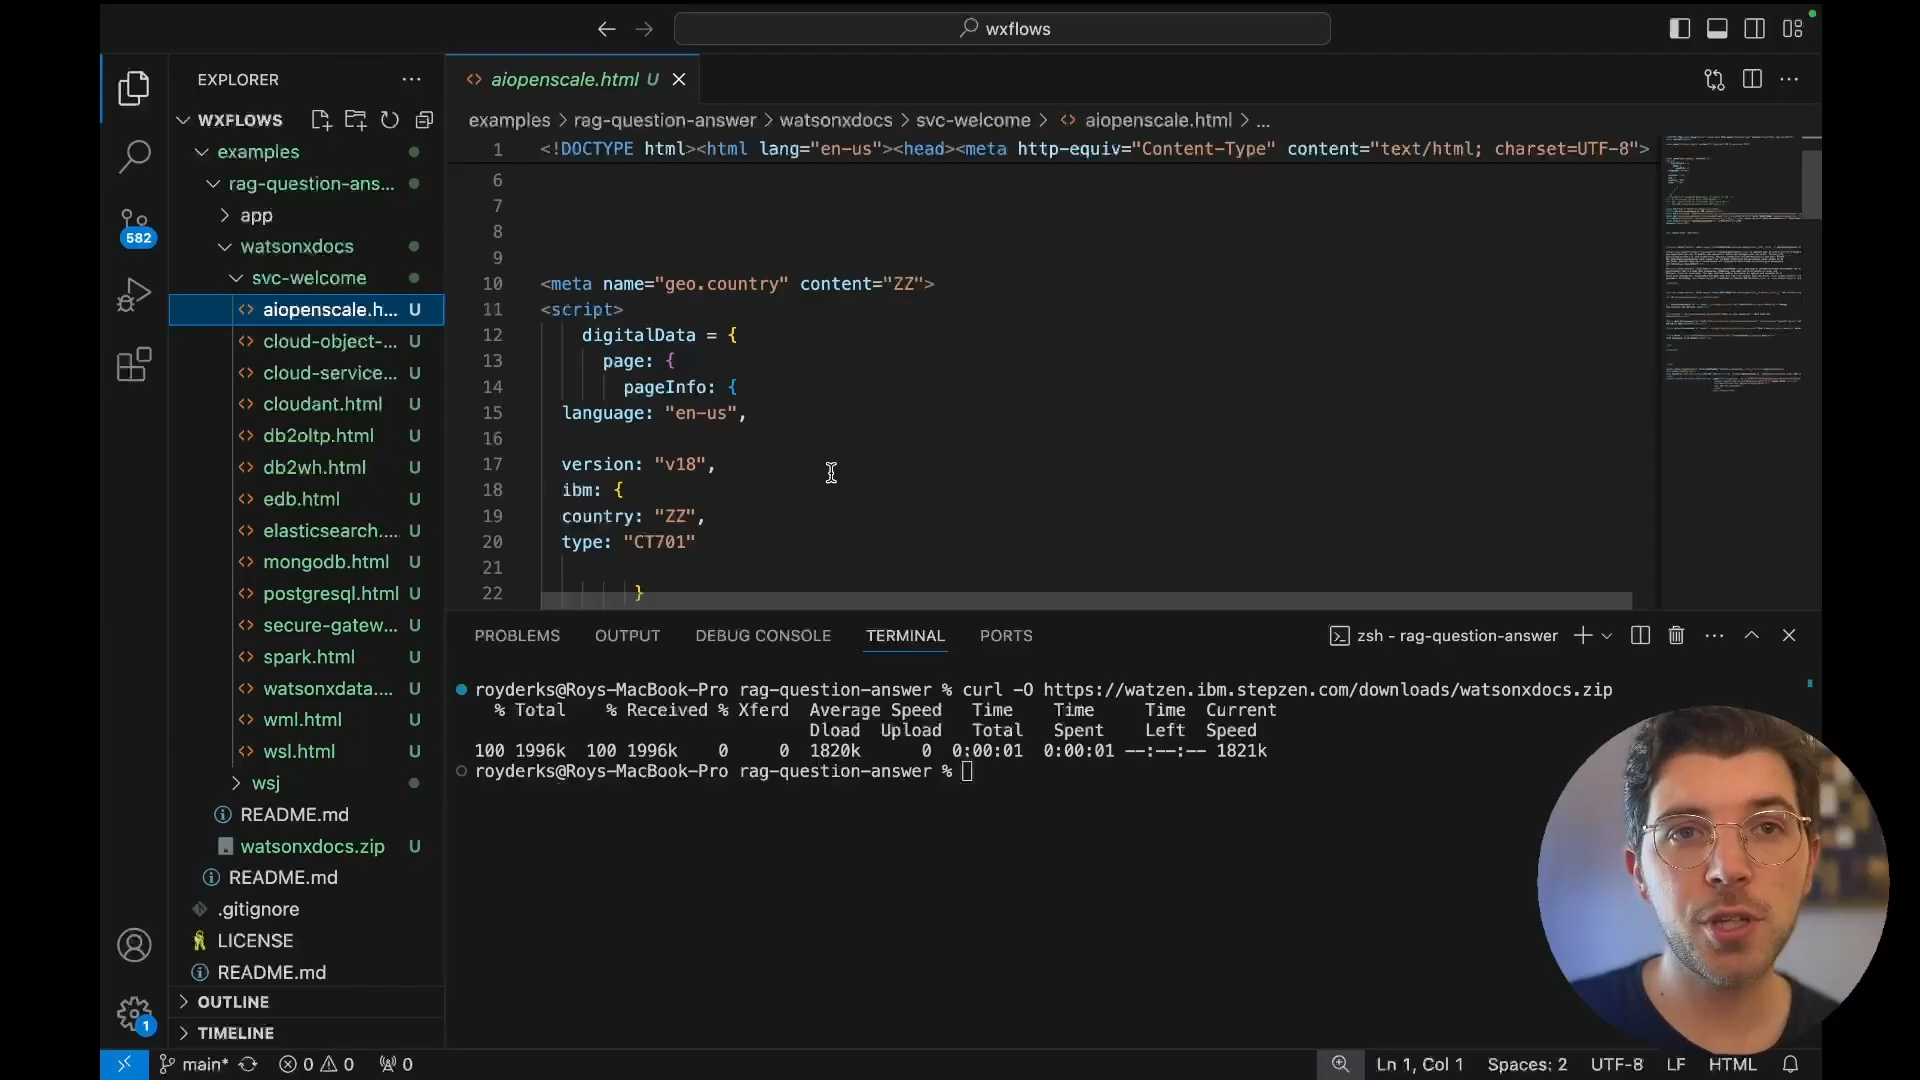 wxflows
EXPLORER
WXFLOWS
examples
rag-question-ans...
app
watsonxdocs
svc-welcome
aiopenscale.h... U
cloud-object-... U
cloud-service... U
cloudant.html U
db2oltp.html U
db2wh.html U
edb.html U
elasticsearch.... U
mongodb.html U
postgresql.html U
secure-gatew... U
spark.html U
watsonxdata.... U
wml.html U
wsl.html U
wsj
README.md
watsonxdocs.zip U
README.md
.gitignore
LICENSE
README.md
OUTLINE
TIMELINE
582
1
aiopenscale.html U
examples > rag-question-answer > watsonxdocs > svc-welcome > aiopenscale.html > ...
1 <!DOCTYPE html><html lang="en-us"><head><meta http-equiv="Content-Type" content="text/html; charset=UTF-8">
6
7
8
9
10 <meta name="geo.country" content="ZZ">
11 <script>
12 digitalData = {
13 page: {
14 pageInfo: {
15 language: "en-us",
16
17 version: "v18",
18 ibm: {
19 country: "ZZ",
20 type: "CT701"
21
22 }
PROBLEMS OUTPUT DEBUG CONSOLE TERMINAL PORTS
zsh - rag-question-answer
royderks@Roys-MacBook-Pro rag-question-answer % curl -O https://watzen.ibm.stepzen.com/downloads/watsonxdocs.zip
% Total % Received % Xferd Average Speed Time Time Time Current
Dload Upload Total Spent Left Speed
100 1996k 100 1996k 0 0 1820k 0 0:00:01 0:00:01 --:--:-- 1821k
royderks@Roys-MacBook-Pro rag-question-answer %
main* 0 0 0
Ln 1, Col 1 Spaces: 2 UTF-8 LF HTML